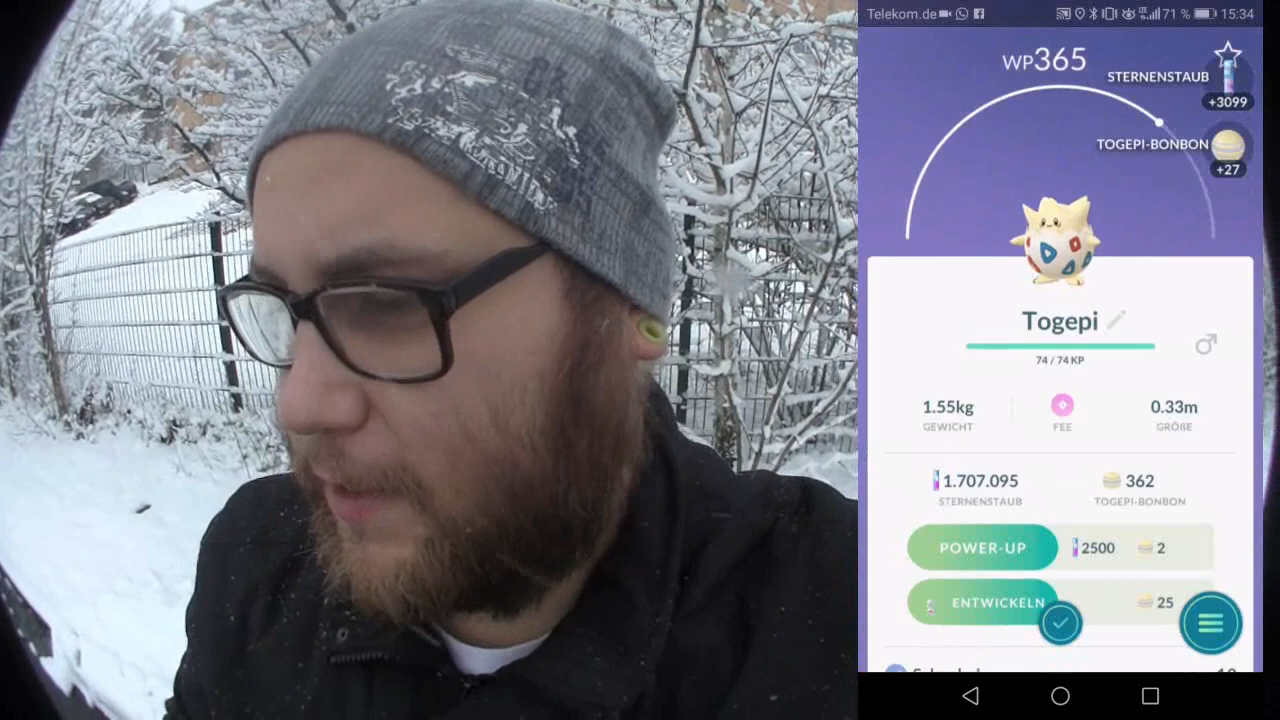 Telekom.de 71 % 15:34
WP365
STERNENSTAUB
+3099
TOGEPI-BONBON
+27
Togepi
74 / 74 KP
1.55kg
GEWICHT
FEE
0.33m
GRÖßE
1.707.095
STERNENSTAUB
362
TOGEPI-BONBON
POWER-UP 2500 2
ENTWICKELN 25